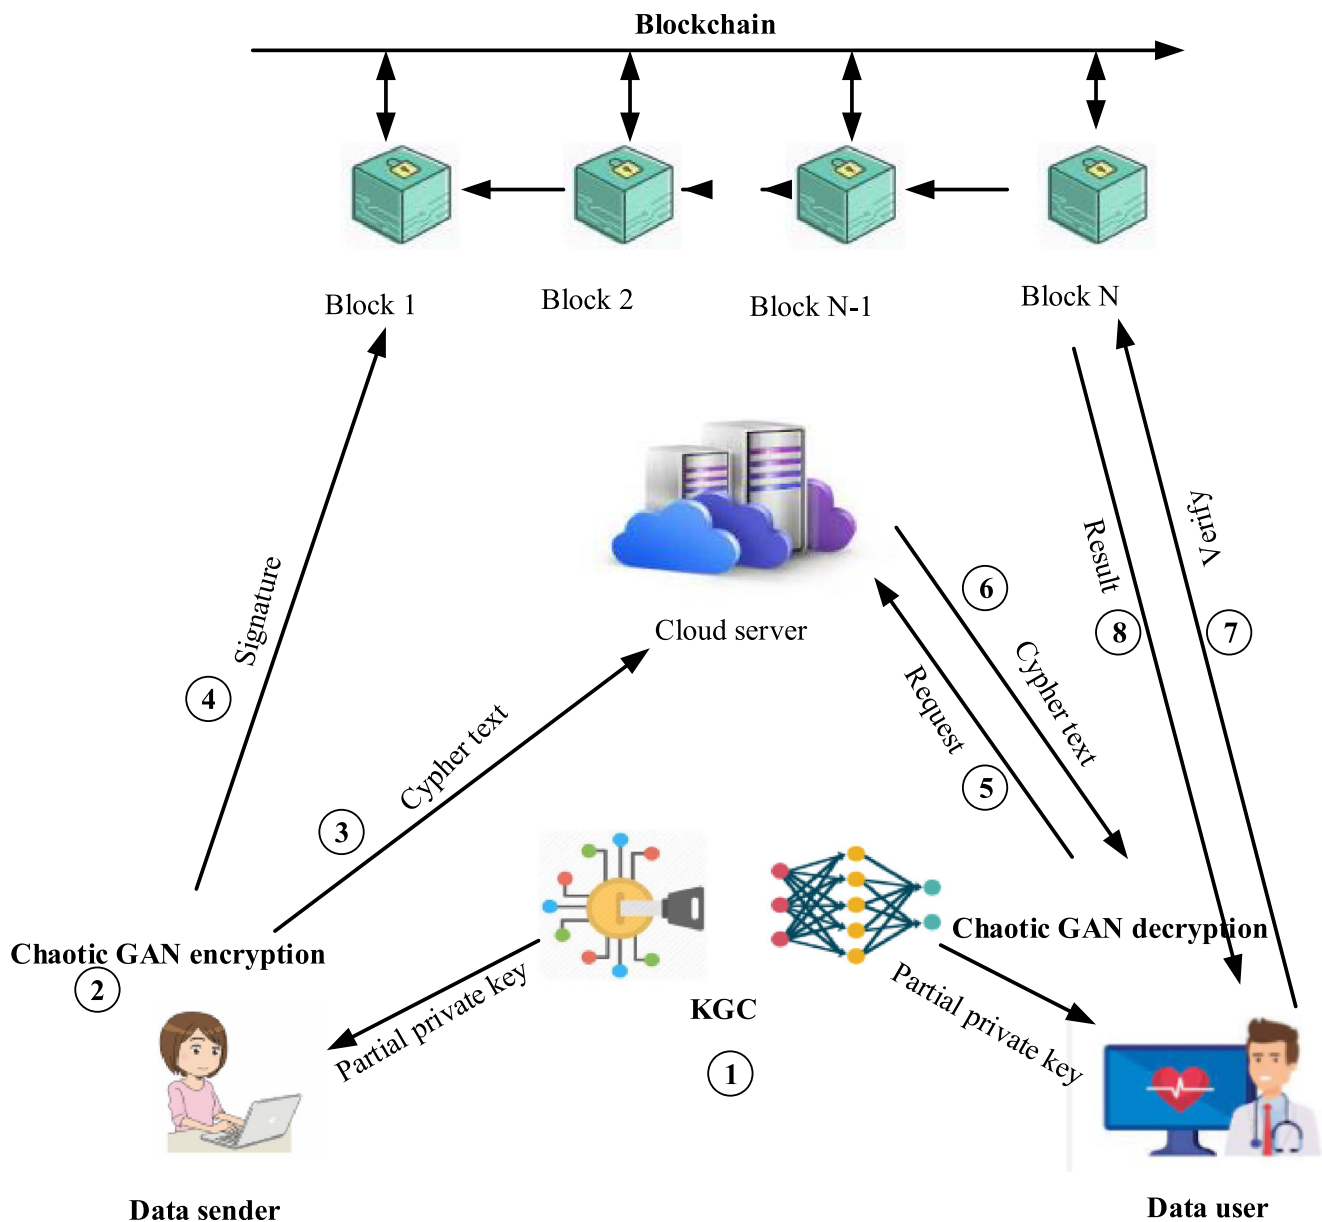 Blockchain
Block 1
Block 2
Block N-1
Block N
Cloud server
Signature
4
Cypher text
3
Request
5
6
Cypher text
Result
8
Verify
7
Chaotic GAN encryption
2
Chaotic GAN decryption
Partial private key
KGC
1
Partial private key
Data sender
Data user